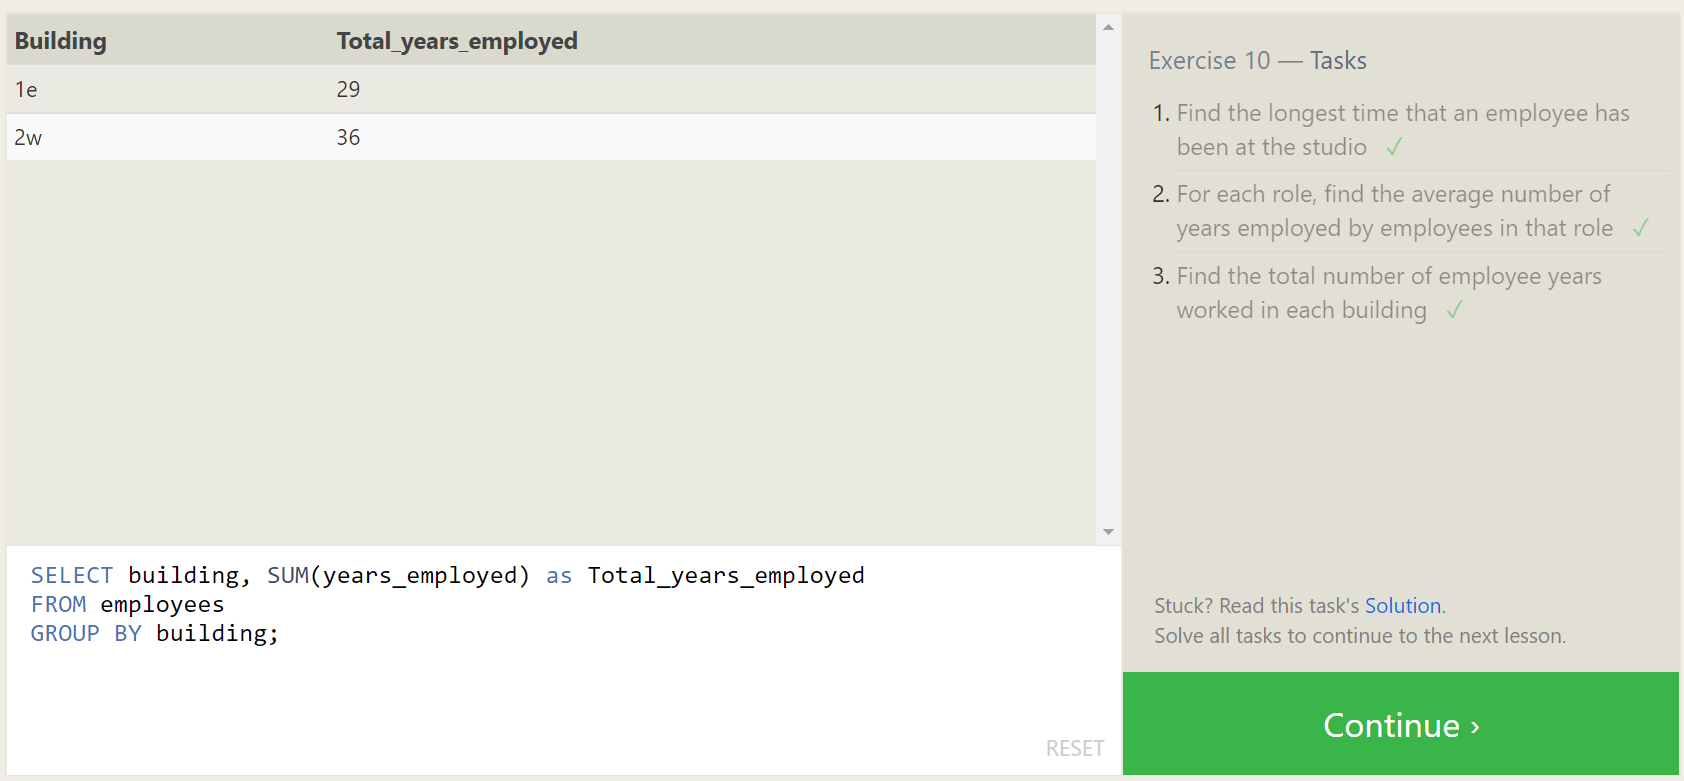 Building Total_years_employed
1e 29
2w 36
SELECT building, SUM(years_employed) as Total_years_employed
FROM employees
GROUP BY building;
RESET
Exercise 10 — Tasks
1. Find the longest time that an employee has
been at the studio ✓
2. For each role, find the average number of
years employed by employees in that role ✓
3. Find the total number of employee years
worked in each building ✓
Stuck? Read this task's Solution.
Solve all tasks to continue to the next lesson.
Continue ›